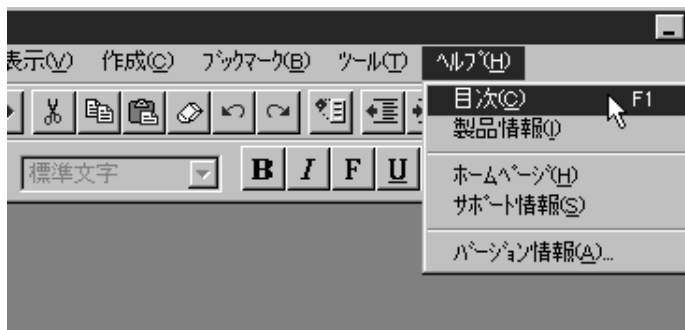 表示(V) 作成(C) ﾌﾞｯｸﾏｰｸ(B) ﾂｰﾙ(T) ﾍﾙﾌﾟ(H)
目次(C) F1
製品情報(I)
標準文字 B I F U
ﾎｰﾑﾍﾟｰｼﾞ(H)
ｻﾎﾟｰﾄ情報(S)
ﾊﾞｰｼﾞｮﾝ情報(A)...